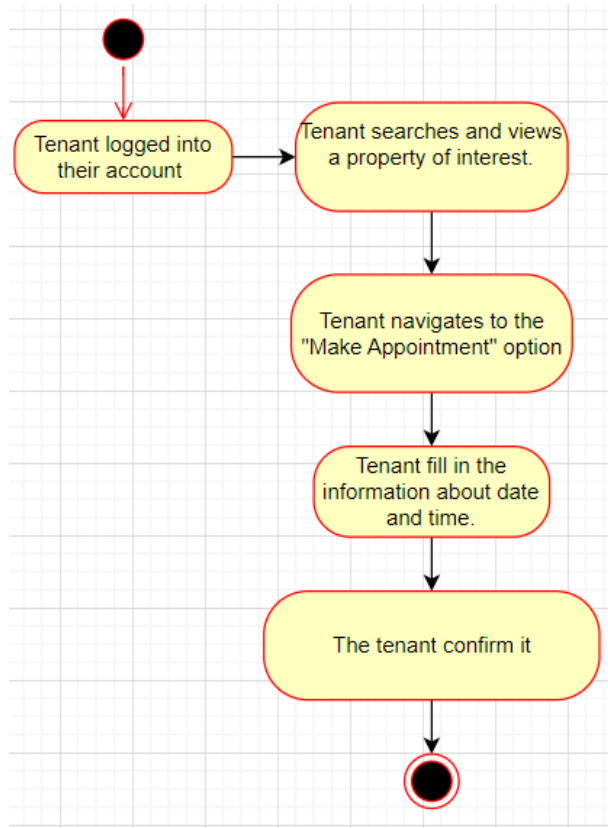 Tenant logged into
their account
Tenant searches and views
a property of interest.
Tenant navigates to the
"Make Appointment" option
Tenant fill in the
information about date
and time.
The tenant confirm it